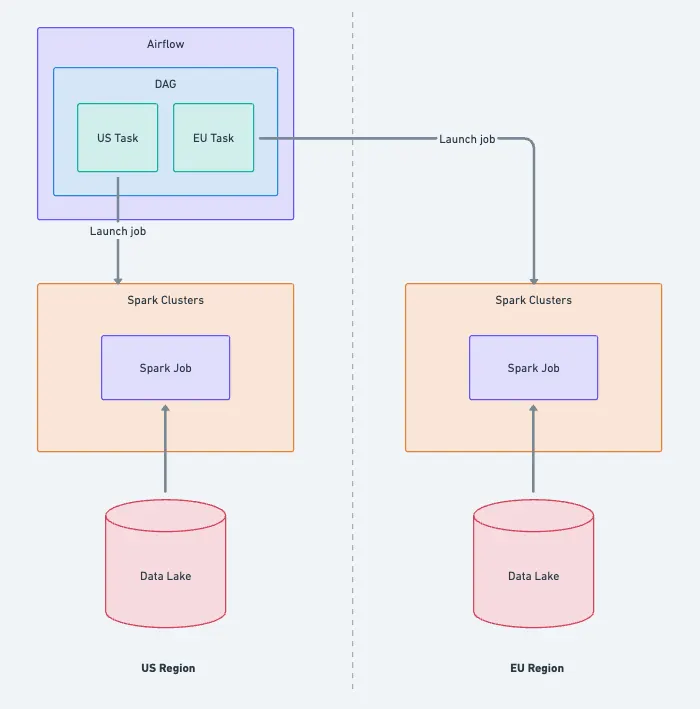 Airflow
DAG
US Task
EU Task
Launch job
Launch job
Spark Clusters
Spark Clusters
Spark Job
Spark Job
Data Lake
Data Lake
US Region
EU Region